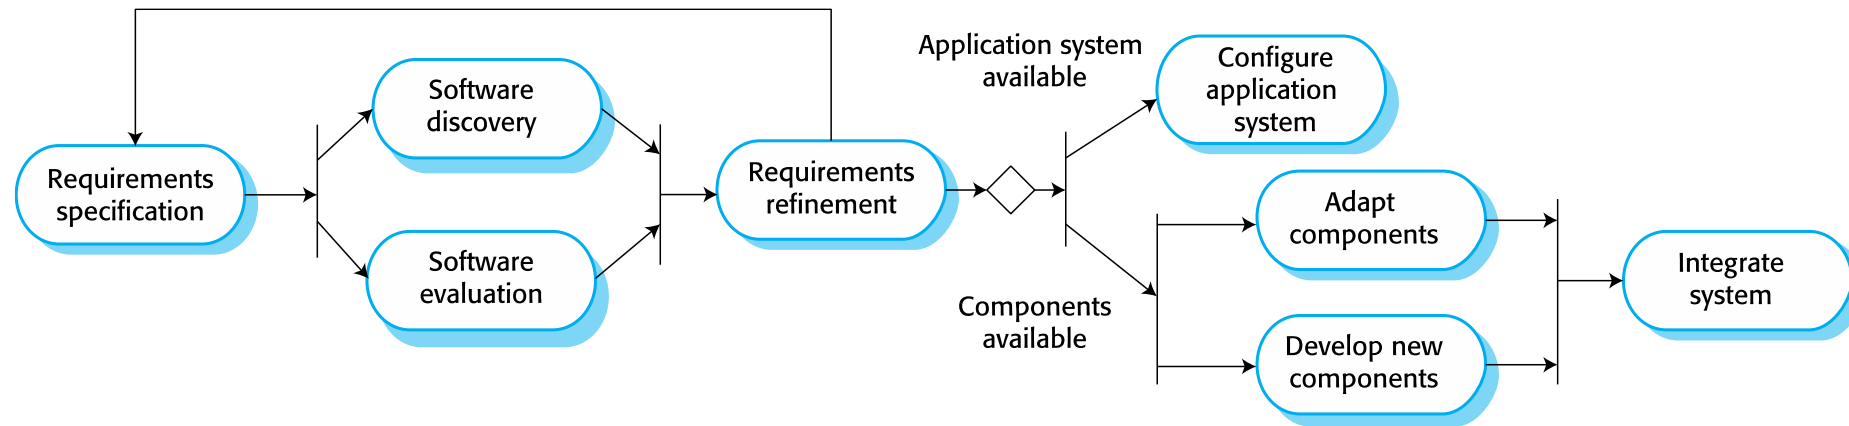 Requirements
specification
Software
discovery
Software
evaluation
Requirements
refinement
Application system
available
Configure
application
system
Components
available
Adapt
components
Develop new
components
Integrate
system